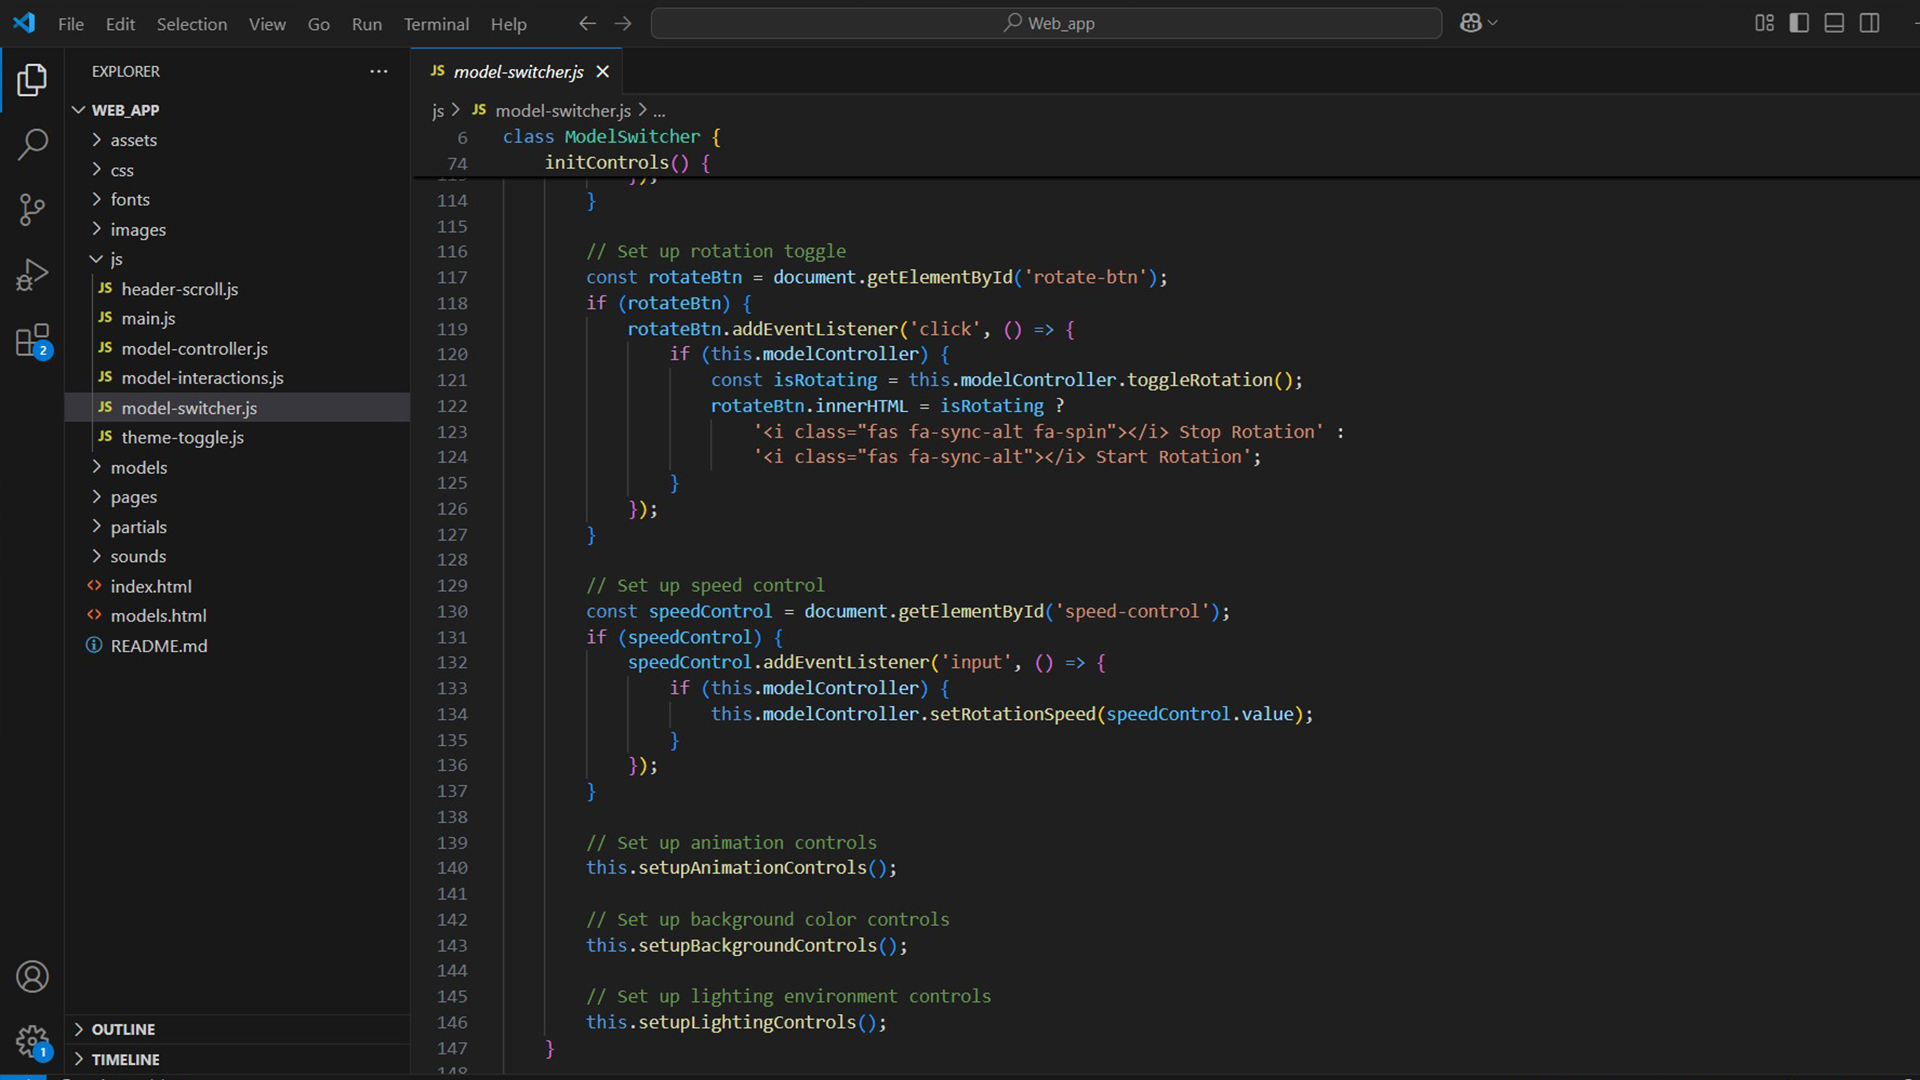 File Edit Selection View Go Run Terminal Help
Web_app
EXPLORER
WEB_APP
assets
css
fonts
images
js
JS header-scroll.js
JS main.js
JS model-controller.js
JS model-interactions.js
JS model-switcher.js
JS theme-toggle.js
models
pages
partials
sounds
<> index.html
<> models.html
README.md
OUTLINE
TIMELINE
2
1
JS model-switcher.js
js > JS model-switcher.js > ...
6 class ModelSwitcher {
74 initControls() {
});
114 }
115
116 // Set up rotation toggle
117 const rotateBtn = document.getElementById('rotate-btn');
118 if (rotateBtn) {
119 rotateBtn.addEventListener('click', () => {
120 if (this.modelController) {
121 const isRotating = this.modelController.toggleRotation();
122 rotateBtn.innerHTML = isRotating ?
123 '<i class="fas fa-sync-alt fa-spin"></i> Stop Rotation' :
124 '<i class="fas fa-sync-alt"></i> Start Rotation';
125 }
126 });
127 }
128
129 // Set up speed control
130 const speedControl = document.getElementById('speed-control');
131 if (speedControl) {
132 speedControl.addEventListener('input', () => {
133 if (this.modelController) {
134 this.modelController.setRotationSpeed(speedControl.value);
135 }
136 });
137 }
138
139 // Set up animation controls
140 this.setupAnimationControls();
141
142 // Set up background color controls
143 this.setupBackgroundControls();
144
145 // Set up lighting environment controls
146 this.setupLightingControls();
147 }
148